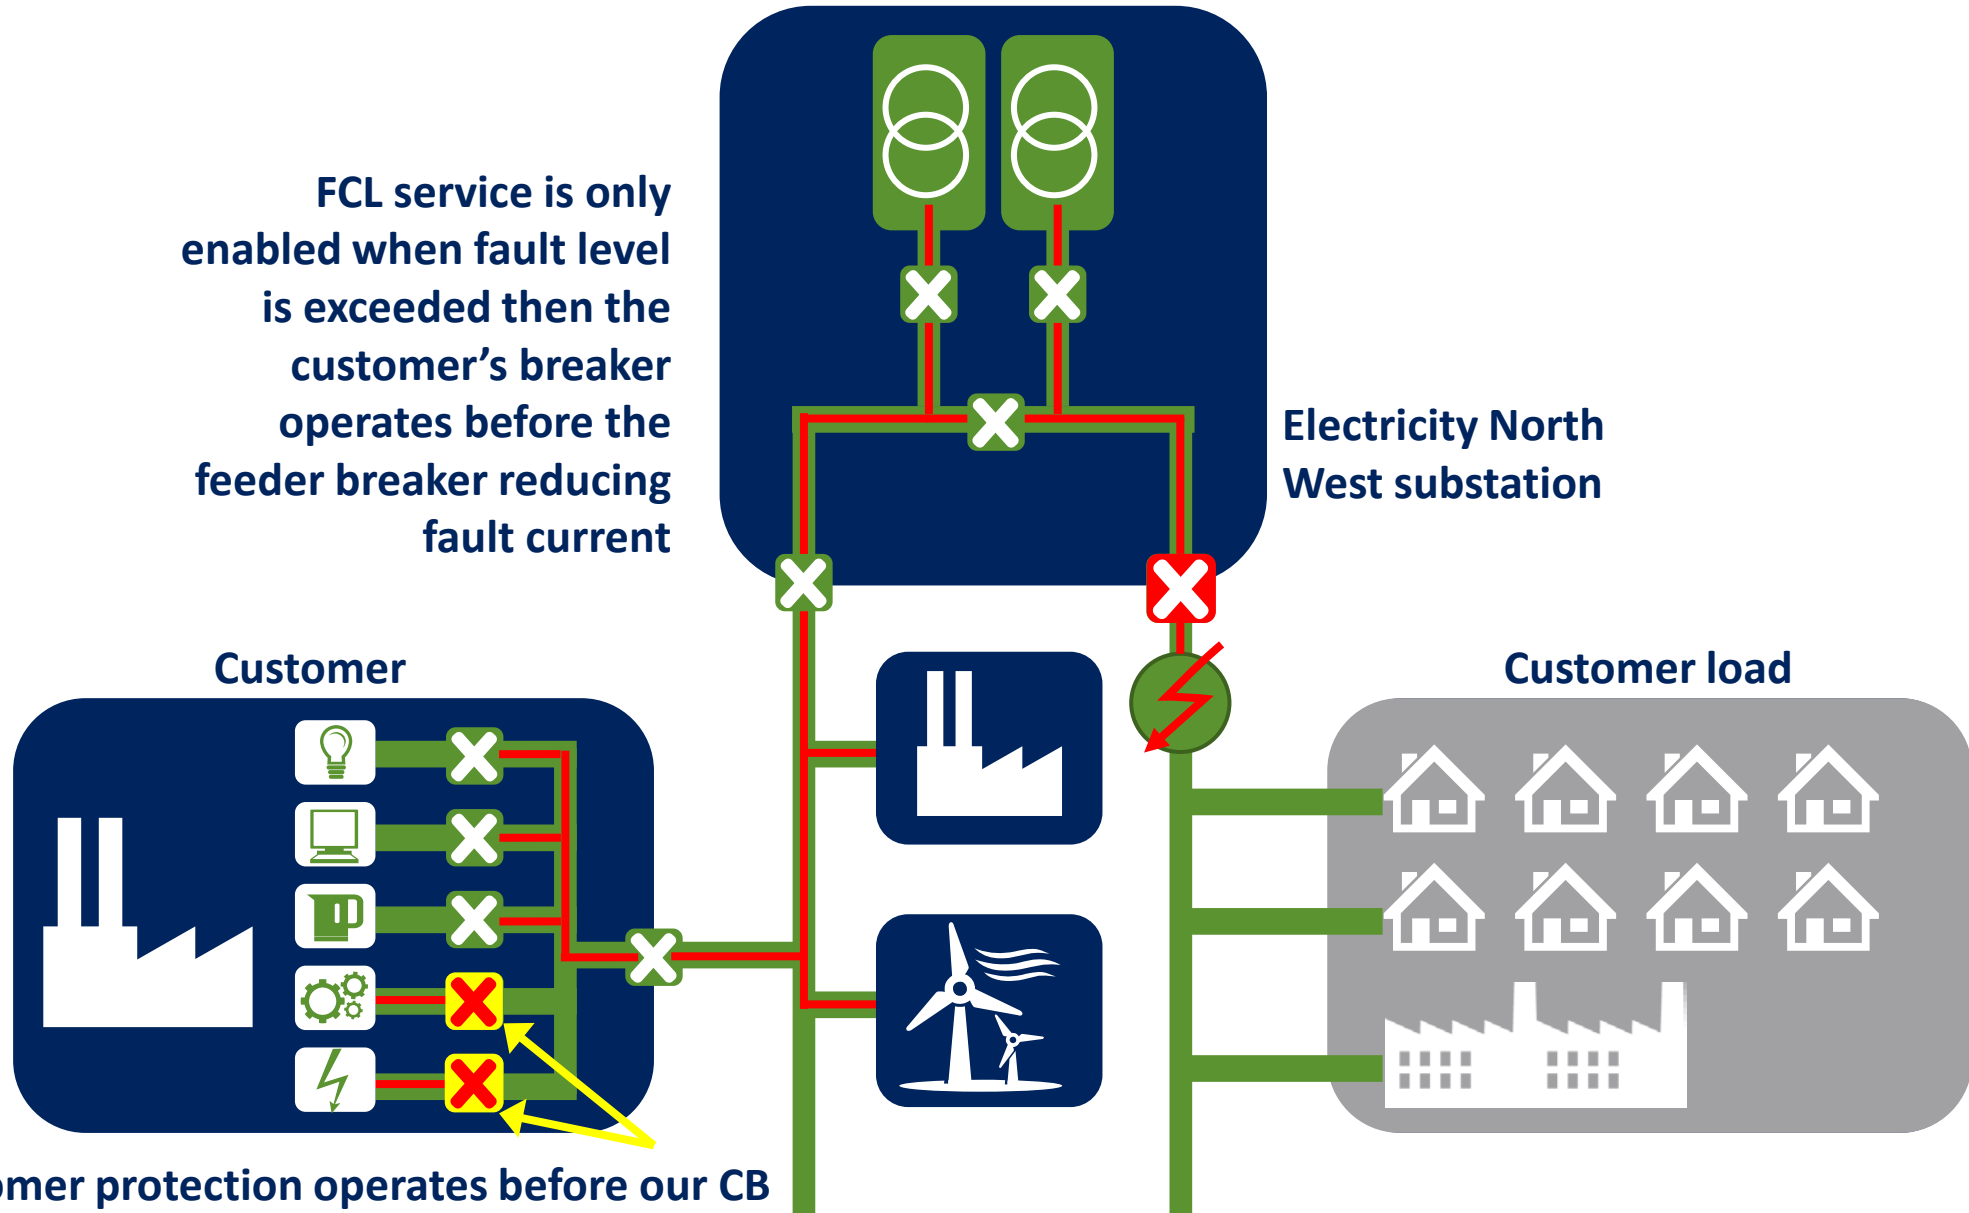 FCL service is only
enabled when fault level
is exceeded then the
customer’s breaker
operates before the
feeder breaker reducing
fault current
Electricity North
West substation
Customer
Customer load
omer protection operates before our CB